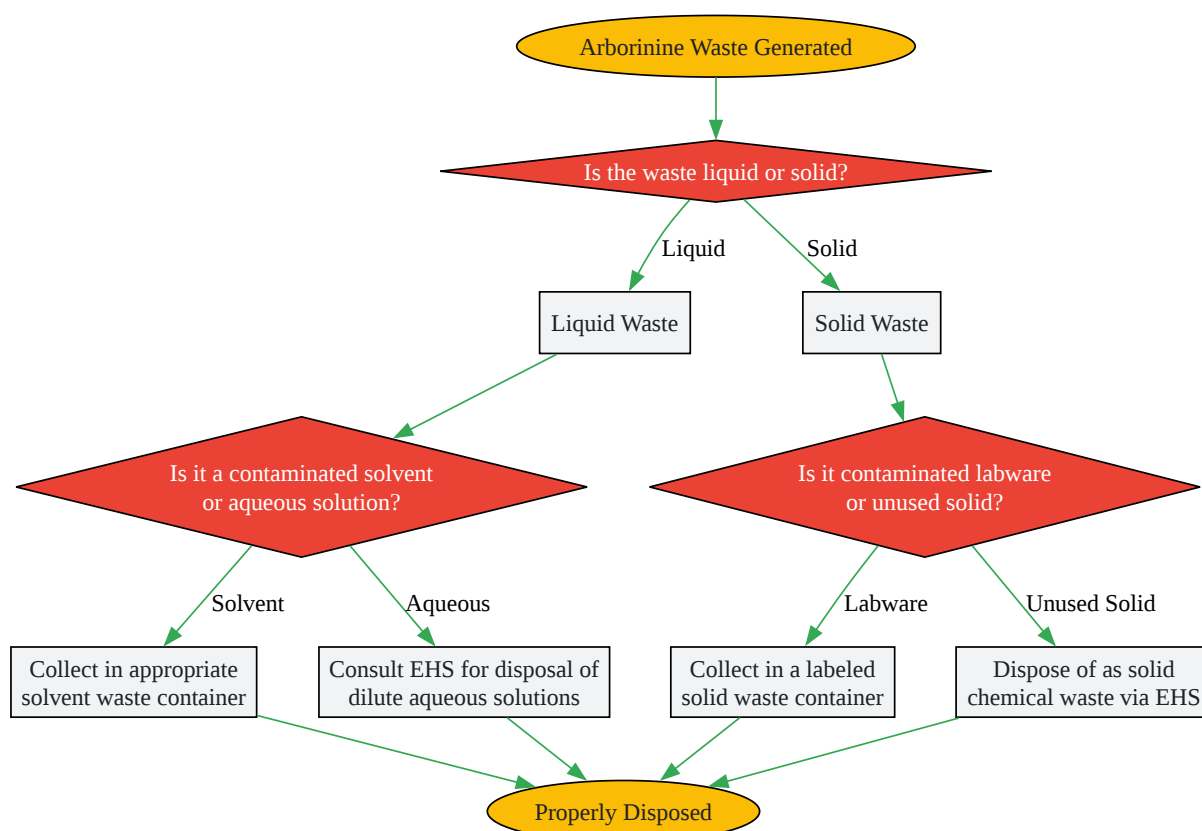 Arborinine Waste Generated
Is the waste liquid or solid?
Liquid
Solid
Liquid Waste
Solid Waste
Is it a contaminated solvent
or aqueous solution?
Is it contaminated labware
or unused solid?
Solvent
Aqueous
Labware
Unused Solid
Collect in appropriate
solvent waste container
Consult EHS for disposal of
dilute aqueous solutions
Collect in a labeled
solid waste container
Dispose of as solid
chemical waste via EHS
Properly Disposed